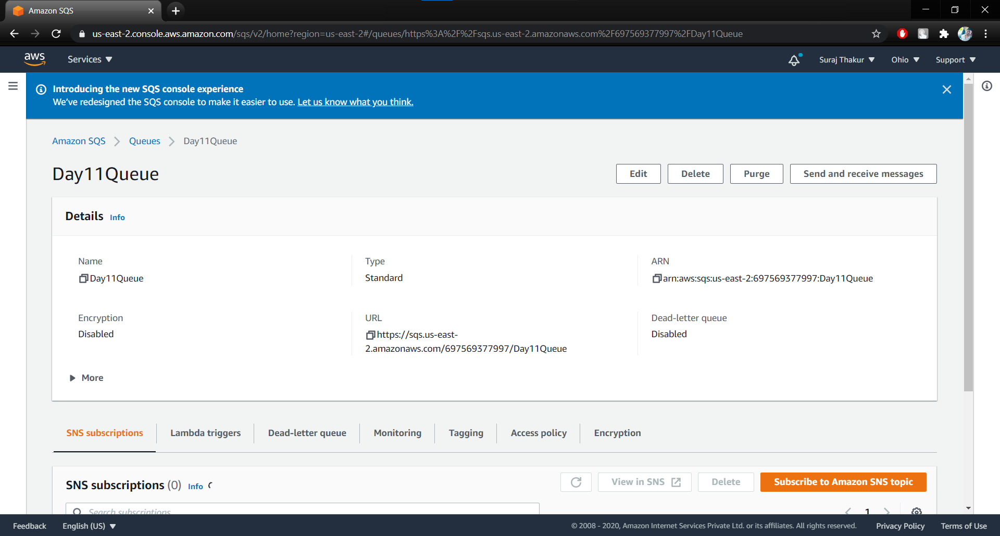 Amazon SQS
us-east-2.console.aws.amazon.com/sqs/v2/home?region=us-east-2#/queues/https%3A%2F%2Fsqs.us-east-2.amazonaws.com%2F697569377997%2FDay11Queue
aws Services Suraj Thakur Ohio Support
Introducing the new SQS console experience
We've redesigned the SQS console to make it easier to use. Let us know what you think.
Amazon SQS Queues Day11Queue
Day11Queue Edit Delete Purge Send and receive messages
Details Info
Name Type ARN
Day11Queue Standard arn:aws:sqs:us-east-2:697569377997:Day11Queue
Encryption URL Dead-letter queue
Disabled https://sqs.us-east- Disabled
2.amazonaws.com/697569377997/Day11Queue
More
SNS subscriptions Lambda triggers Dead-letter queue Monitoring Tagging Access policy Encryption
SNS subscriptions (0) Info View in SNS Delete Subscribe to Amazon SNS topic
Search subscriptions 1
Feedback English (US) © 2008 - 2020, Amazon Internet Services Private Ltd. or its affiliates. All rights reserved. Privacy Policy Terms of Use